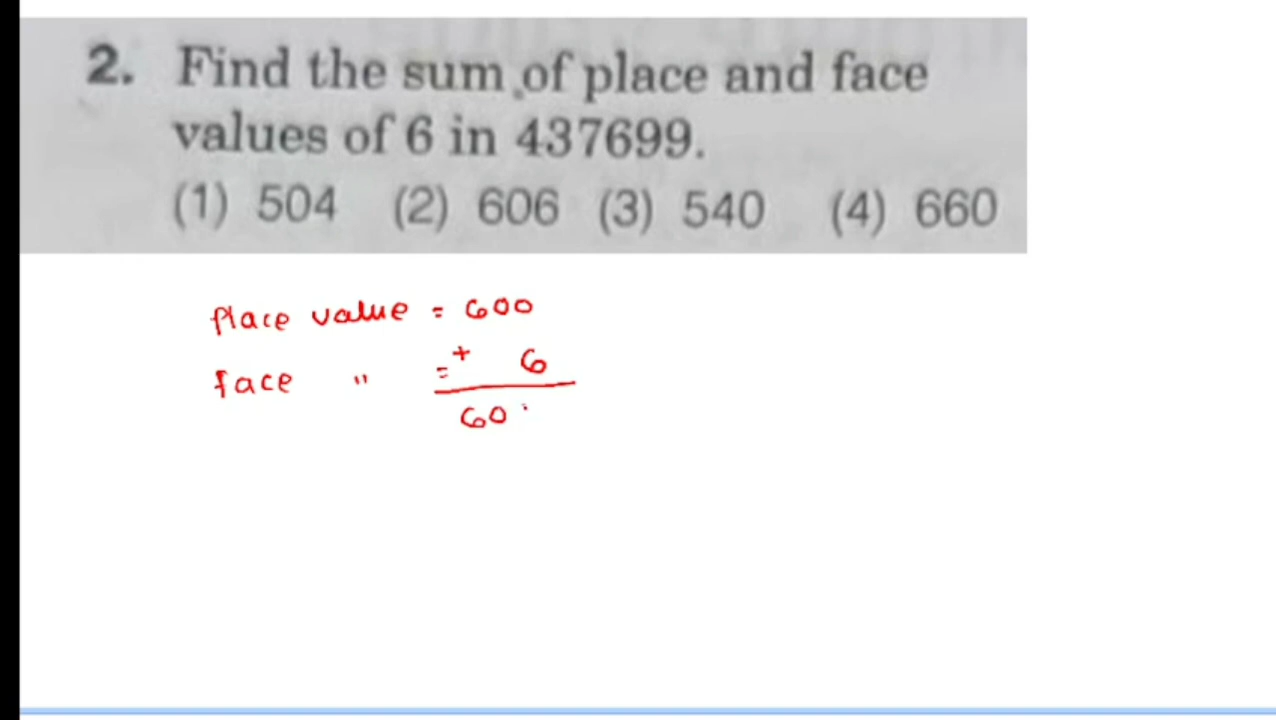 2. Find the sum of place and face
values of 6 in 437699.
(1) 504 (2) 606 (3) 540 (4) 660
Place value = 600
face " = + 6
60